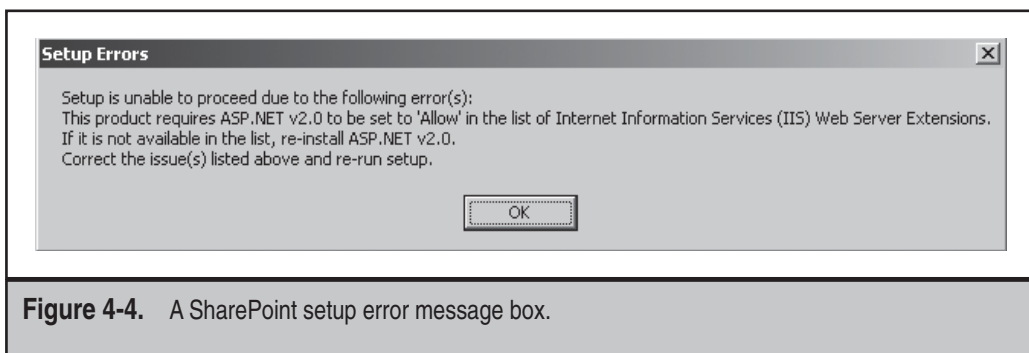 Setup Errors
Setup is unable to proceed due to the following error(s):
This product requires ASP.NET v2.0 to be set to 'Allow' in the list of Internet Information Services (IIS) Web Server Extensions.
If it is not available in the list, re-install ASP.NET v2.0.
Correct the issue(s) listed above and re-run setup.
OK
Figure 4-4. A SharePoint setup error message box.